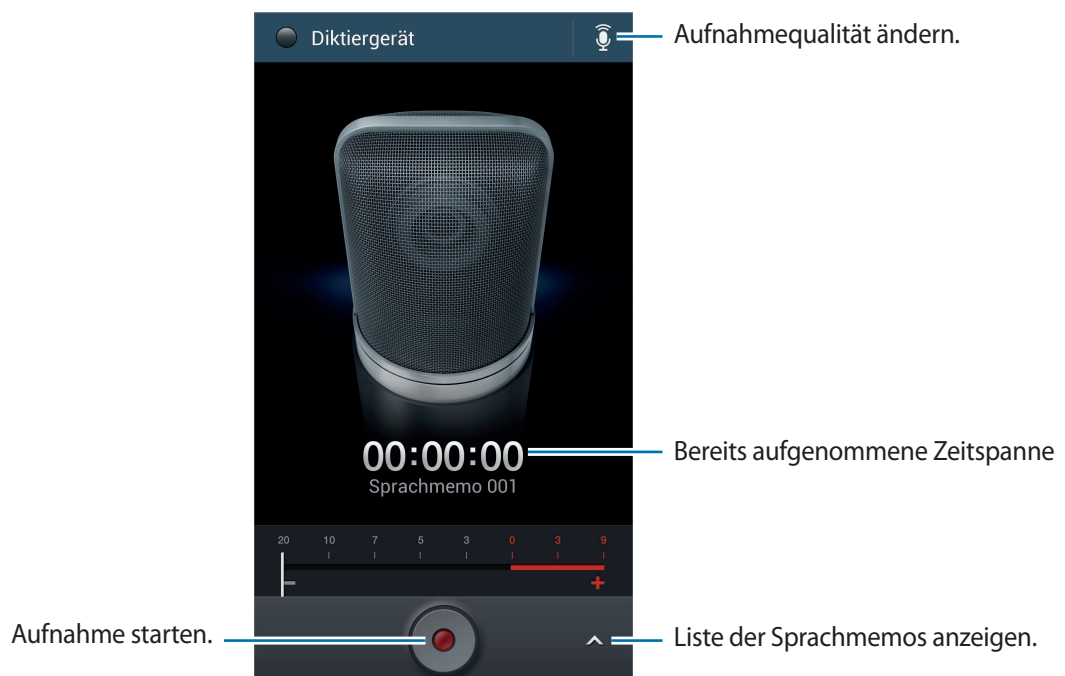 Diktiergerät
Aufnahmequalität ändern.
00:00:00
Bereits aufgenommene Zeitspanne
Sprachmemo 001
20 10 7 5 3 0 3 9
- +
Aufnahme starten.
Liste der Sprachmemos anzeigen.